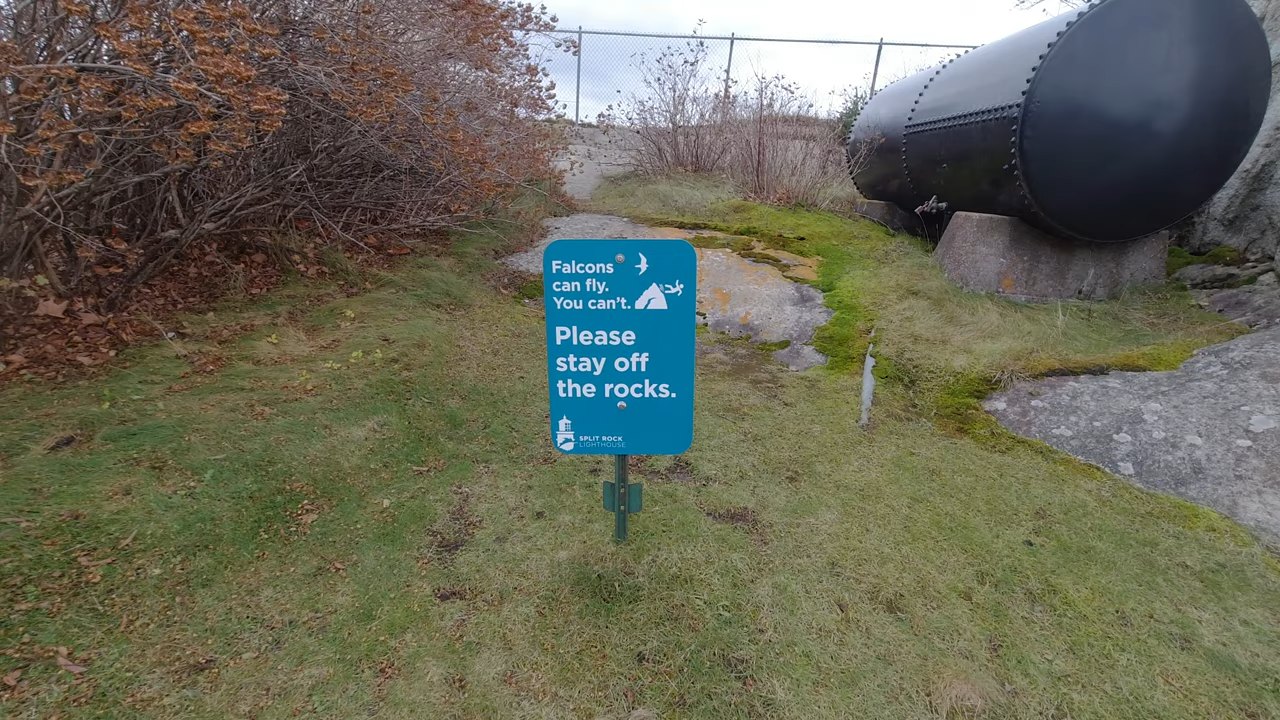 Falcons
can fly.
You can't.
Please
stay off
the rocks.
SPLIT ROCK
LIGHTHOUSE